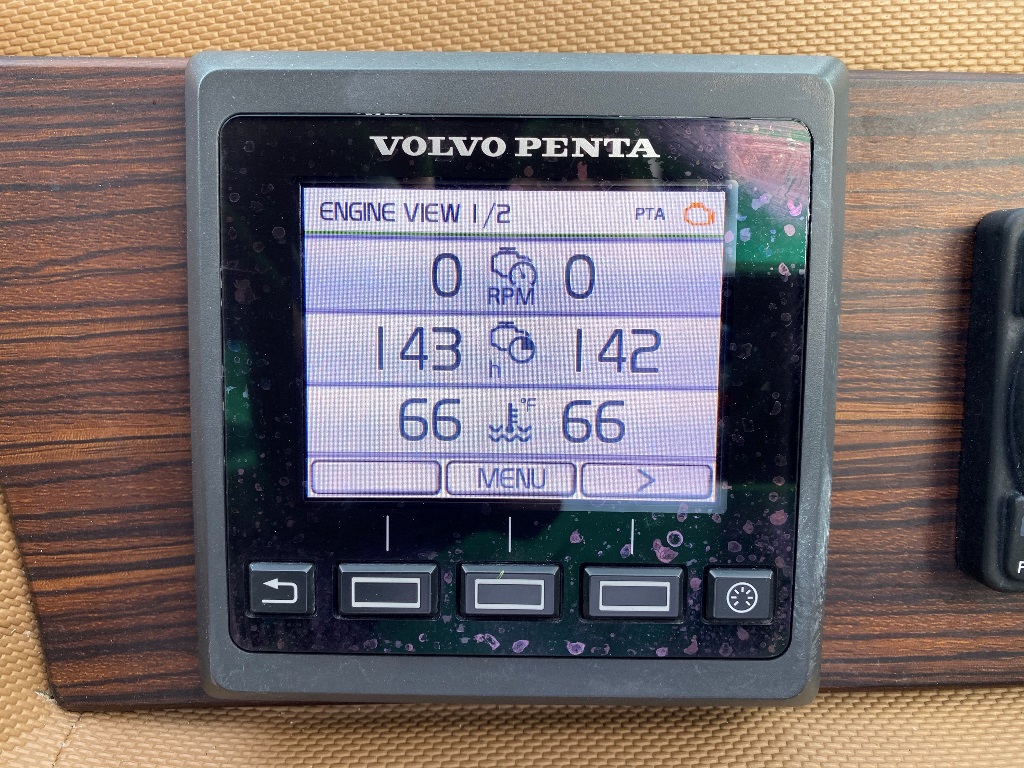 VOLVO PENTA
ENGINE VIEW 1/2 PTA
0 RPM 0
143 h 142
66 °F 66
MENU >